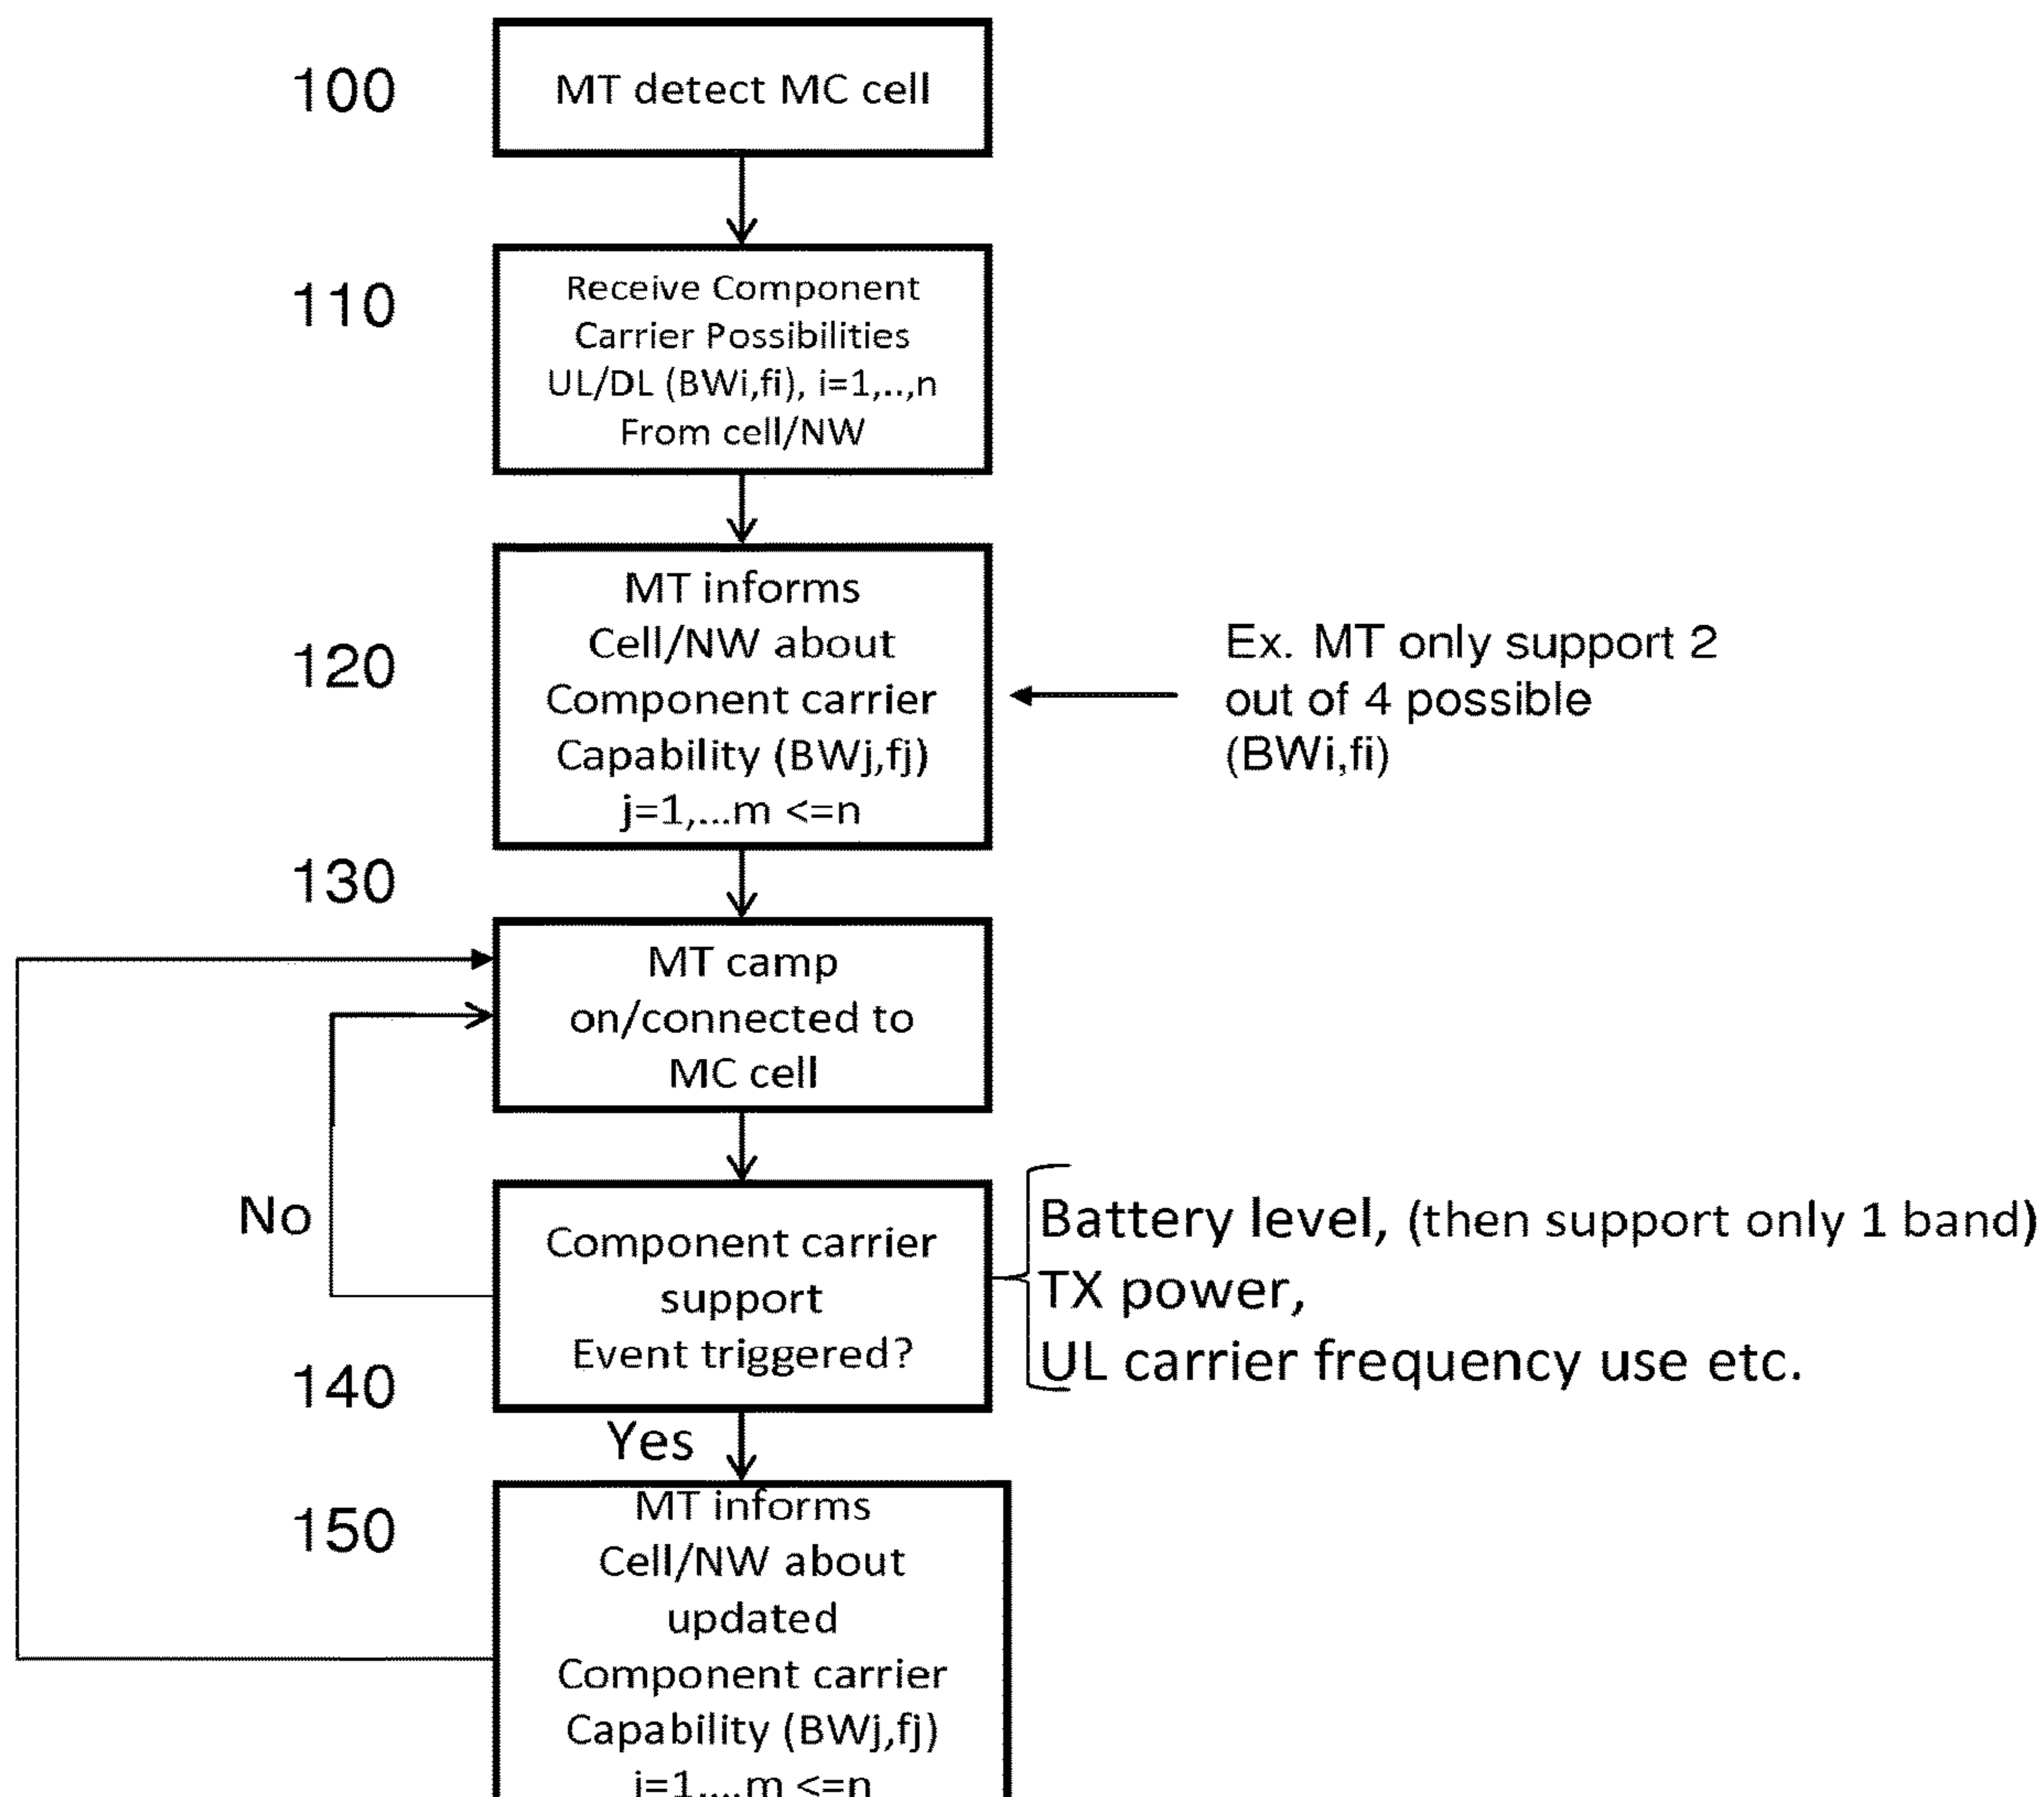 100
MT detect MC cell
110
Receive Component
Carrier Possibilities
UL/DL (BWi,fi), i=1,..,n
From cell/NW
120
MT informs
Cell/NW about
Component carrier
Capability (BWj,fj)
j=1,...m <=n
Ex. MT only support 2
out of 4 possible
(BWi,fi)
130
MT camp
on/connected to
MC cell
No
Component carrier
support
Event triggered?
Battery level, (then support only 1 band)
TX power,
UL carrier frequency use etc.
140
Yes
150
MT informs
Cell/NW about
updated
Component carrier
Capability (BWj,fj)
j=1,...m <=n